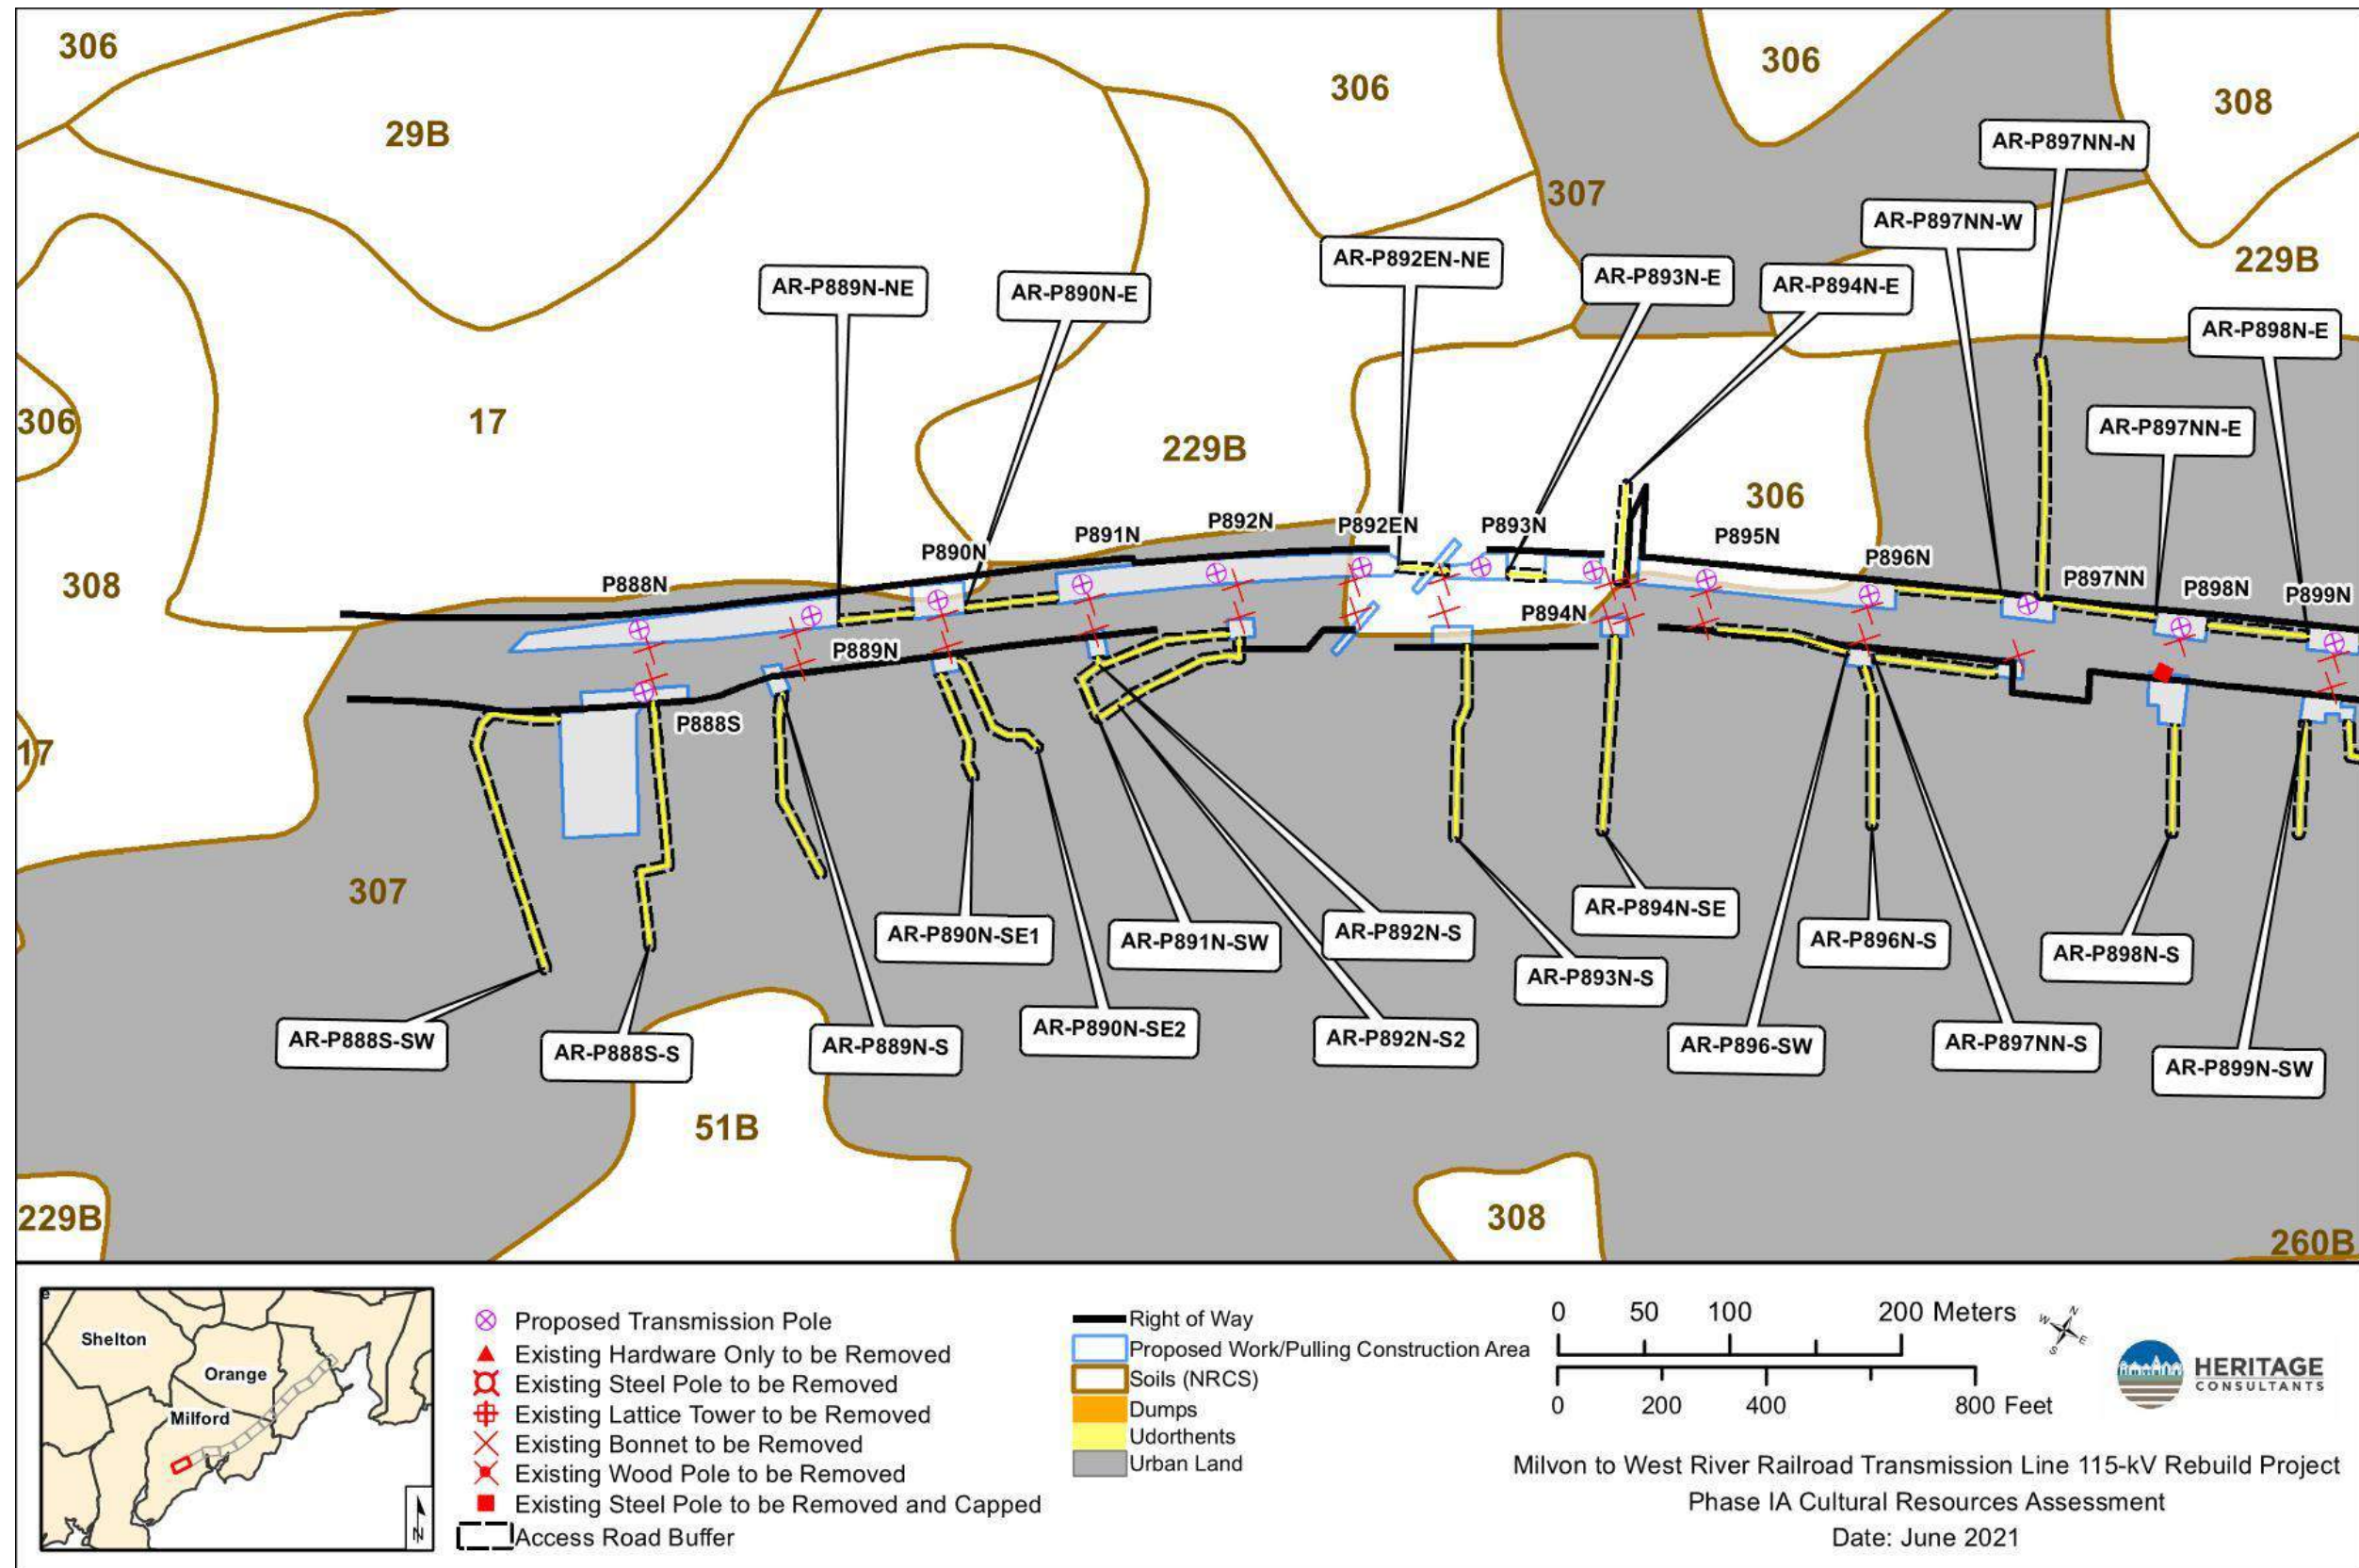 306
29B
306
306
308
307
AR-P897NN-N
AR-P897NN-W
229B
AR-P892EN-NE
AR-P893N-E
AR-P894N-E
AR-P889N-NE
AR-P890N-E
AR-P898N-E
306
17
229B
AR-P897NN-E
306
308
P888N
P890N
P891N
P892N
P892EN
P893N
P895N
P896N
P897NN
P898N
P899N
P894N
P889N
P888S
17
307
AR-P890N-SE1
AR-P891N-SW
AR-P892N-S
AR-P894N-SE
AR-P896N-S
AR-P898N-S
AR-P893N-S
AR-P888S-SW
AR-P888S-S
AR-P889N-S
AR-P890N-SE2
AR-P892N-S2
AR-P896-SW
AR-P897NN-S
AR-P899N-SW
51B
229B
308
260B
e
Shelton
Orange
Milford
N
Proposed Transmission Pole
Existing Hardware Only to be Removed
Existing Steel Pole to be Removed
Existing Lattice Tower to be Removed
Existing Bonnet to be Removed
Existing Wood Pole to be Removed
Existing Steel Pole to be Removed and Capped
Access Road Buffer
Right of Way
Proposed Work/Pulling Construction Area
Soils (NRCS)
Dumps
Udorthents
Urban Land
0 50 100 200 Meters
0 200 400 800 Feet
N
W
E
S
HERITAGE
CONSULTANTS
Milvon to West River Railroad Transmission Line 115-kV Rebuild Project
Phase IA Cultural Resources Assessment
Date: June 2021